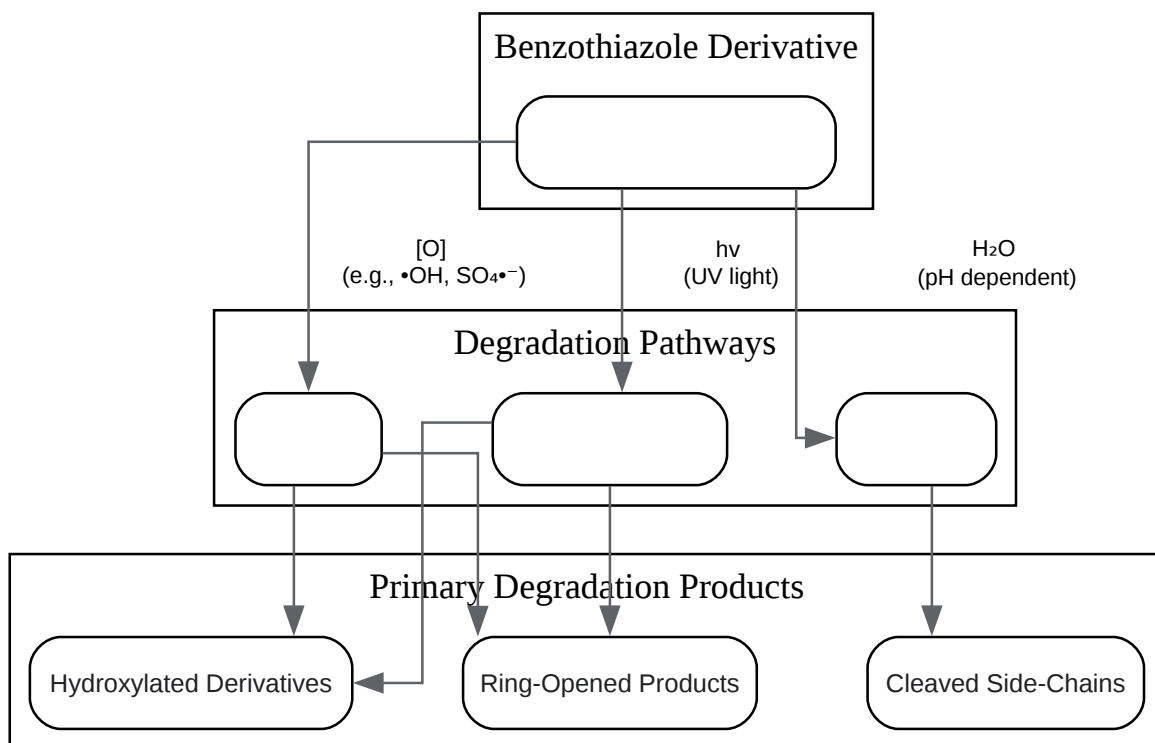 Benzothiazole Derivative
[O]
(e.g., •OH, SO₄•⁻)
hv
(UV light)
H₂O
(pH dependent)
Degradation Pathways
Primary Degradation Products
Hydroxylated Derivatives
Ring-Opened Products
Cleaved Side-Chains